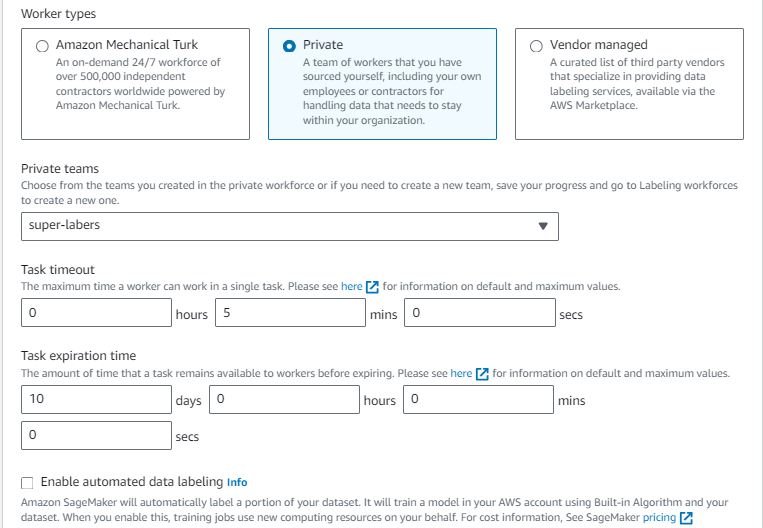 Worker types
Amazon Mechanical Turk
An on-demand 24/7 workforce of
over 500,000 independent
contractors worldwide powered by
Amazon Mechanical Turk.
Private
A team of workers that you have
sourced yourself, including your own
employees or contractors for
handling data that needs to stay
within your organization.
Vendor managed
A curated list of third party vendors
that specialize in providing data
labeling services, available via the
AWS Marketplace.
Private teams
Choose from the teams you created in the private workforce or if you need to create a new team, save your progress and go to Labeling workforces
to create a new one.
super-labers
Task timeout
The maximum time a worker can work in a single task. Please see here for information on default and maximum values.
0 hours 5 mins 0 secs
Task expiration time
The amount of time that a task remains available to workers before expiring. Please see here for information on default and maximum values.
10 days 0 hours 0 mins
0 secs
Enable automated data labeling Info
Amazon SageMaker will automatically label a portion of your dataset. It will train a model in your AWS account using Built-in Algorithm and your
dataset. When you enable this, training jobs use new computing resources on your behalf. For cost information, See SageMaker pricing